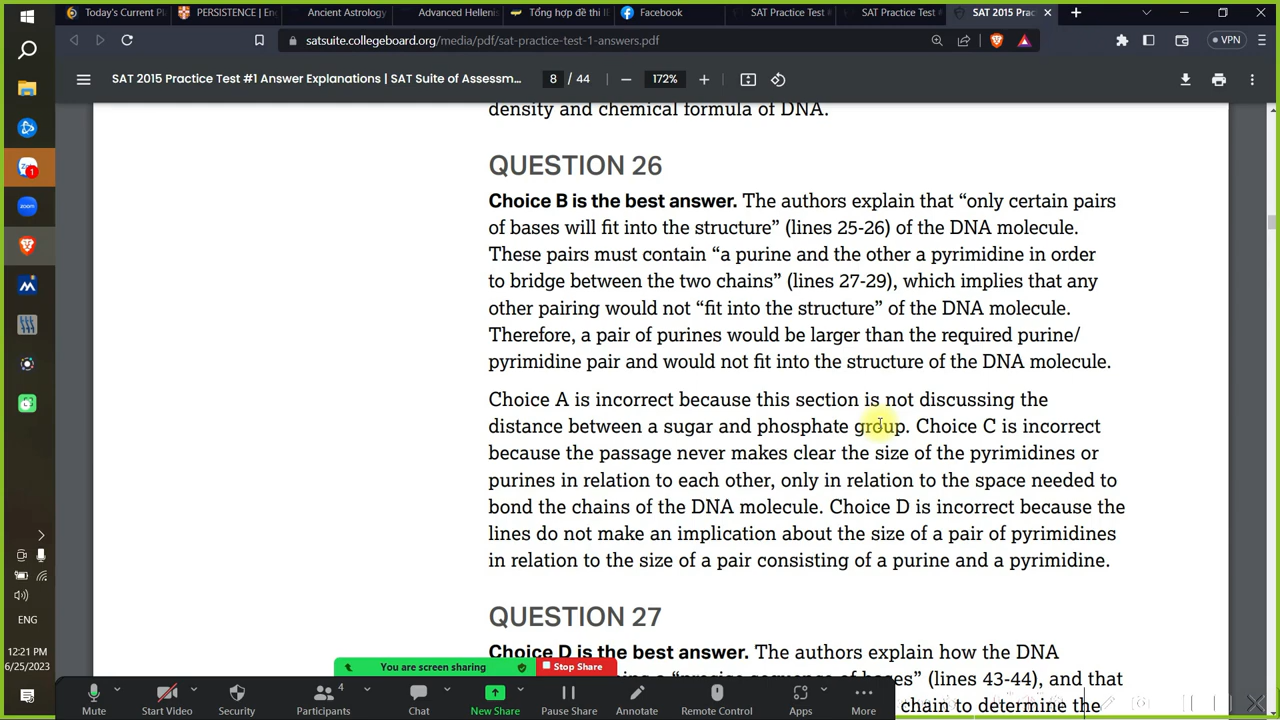 Today's Current Pl
PERSISTENCE | En
Ancient Astrology
Advanced Hellenis
Tổng hợp đề thi IE
Facebook
SAT Practice Test #
SAT Practice Test #
SAT 2015 Prac
satsuite.collegeboard.org/media/pdf/sat-practice-test-1-answers.pdf
VPN
SAT 2015 Practice Test #1 Answer Explanations | SAT Suite of Assessm...
8 / 44
172%
density and chemical formula of DNA.
QUESTION 26
Choice B is the best answer. The authors explain that “only certain pairs
of bases will fit into the structure” (lines 25-26) of the DNA molecule.
These pairs must contain “a purine and the other a pyrimidine in order
to bridge between the two chains” (lines 27-29), which implies that any
other pairing would not “fit into the structure” of the DNA molecule.
Therefore, a pair of purines would be larger than the required purine/
pyrimidine pair and would not fit into the structure of the DNA molecule.
Choice A is incorrect because this section is not discussing the
distance between a sugar and phosphate group. Choice C is incorrect
because the passage never makes clear the size of the pyrimidines or
purines in relation to each other, only in relation to the space needed to
bond the chains of the DNA molecule. Choice D is incorrect because the
lines do not make an implication about the size of a pair of pyrimidines
in relation to the size of a pair consisting of a purine and a pyrimidine.
QUESTION 27
Choice D is the best answer. The authors explain how the DNA
of bases” (lines 43-44), and that
chain to determine the
You are screen sharing
Stop Share
Mute
Start Video
Security
4
Participants
Chat
New Share
Pause Share
Annotate
Remote Control
Apps
More
zoom
1
ENG
12:21 PM
6/25/2023